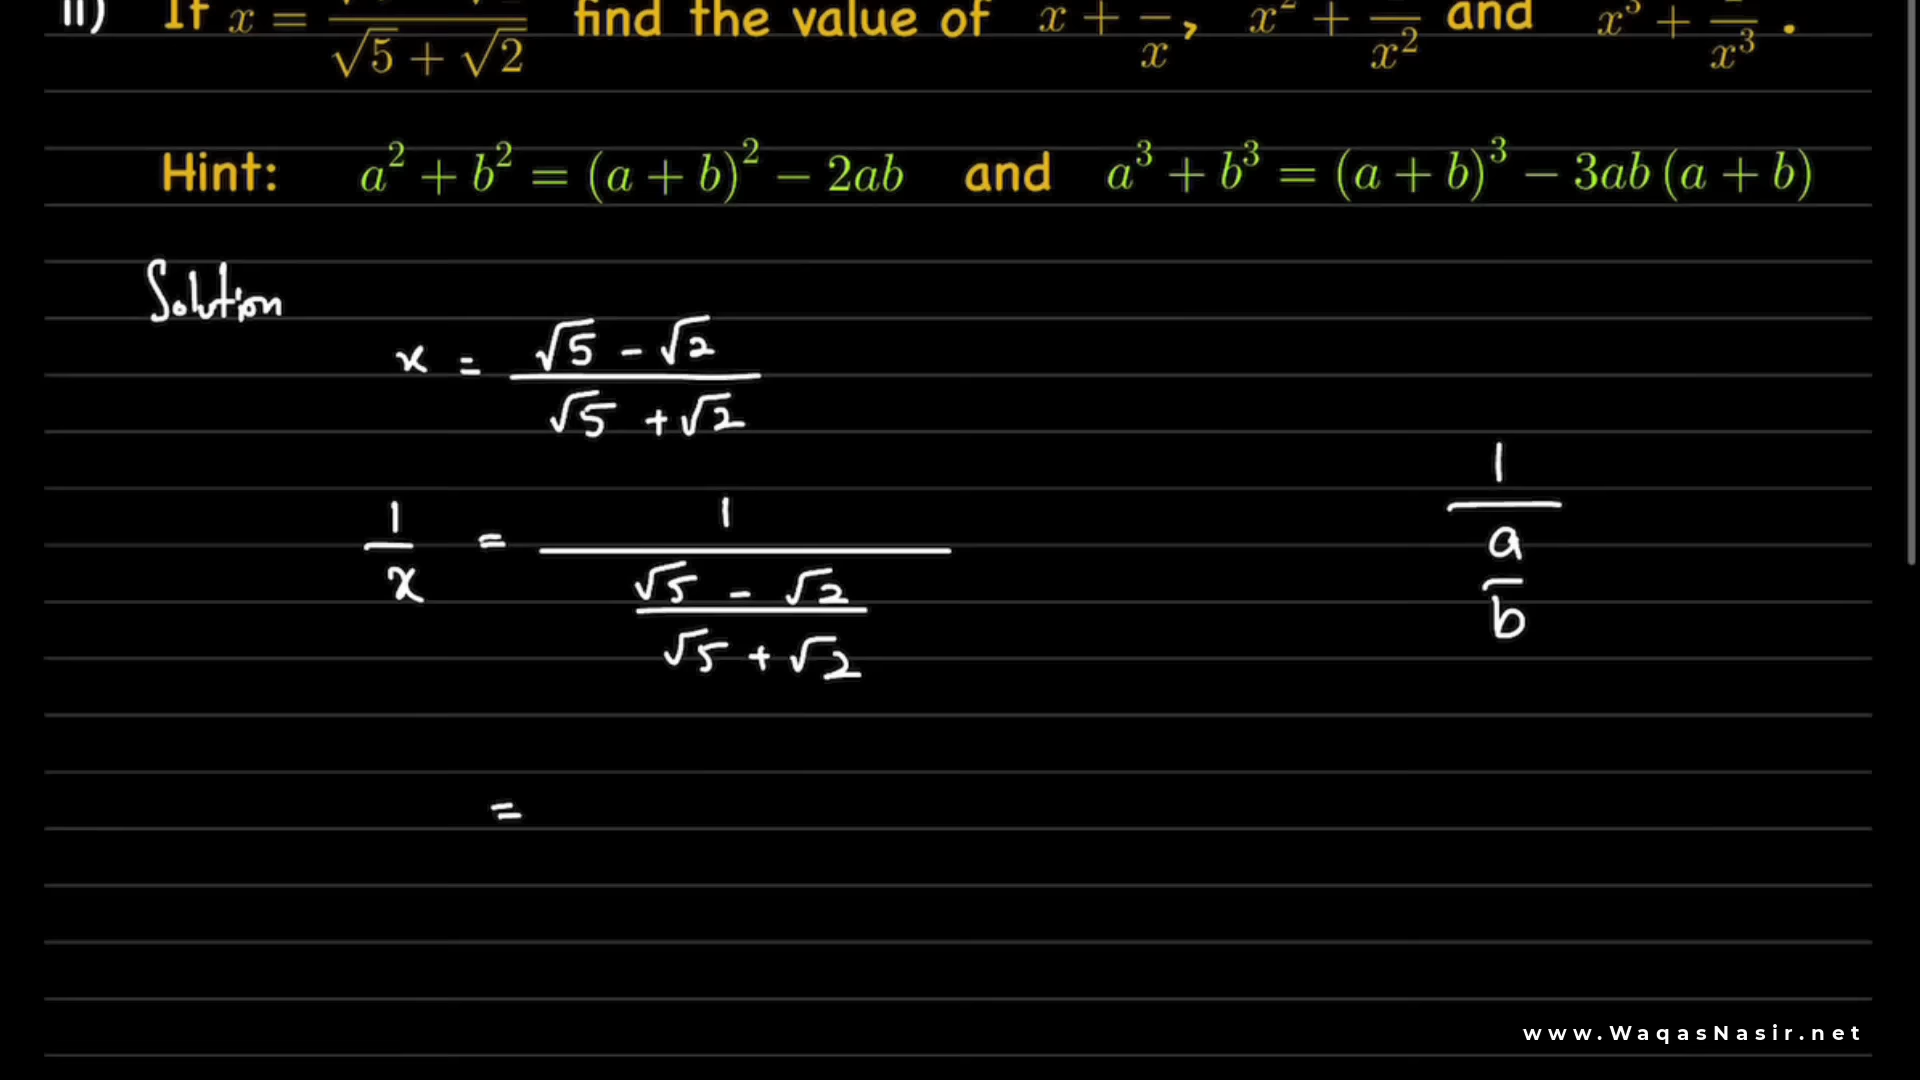 ii) If x = (√5 − √2)/(√5 + √2) find the value of x + 1/x, x² + 1/x² and x³ + 1/x³.
Hint: a² + b² = (a + b)² − 2ab and a³ + b³ = (a + b)³ − 3ab (a + b)
Solution
x = (√5 - √2)/(√5 + √2)
1/x = 1/((√5 - √2)/(√5 + √2))
1/(a/b)
=
www.WaqasNasir.net